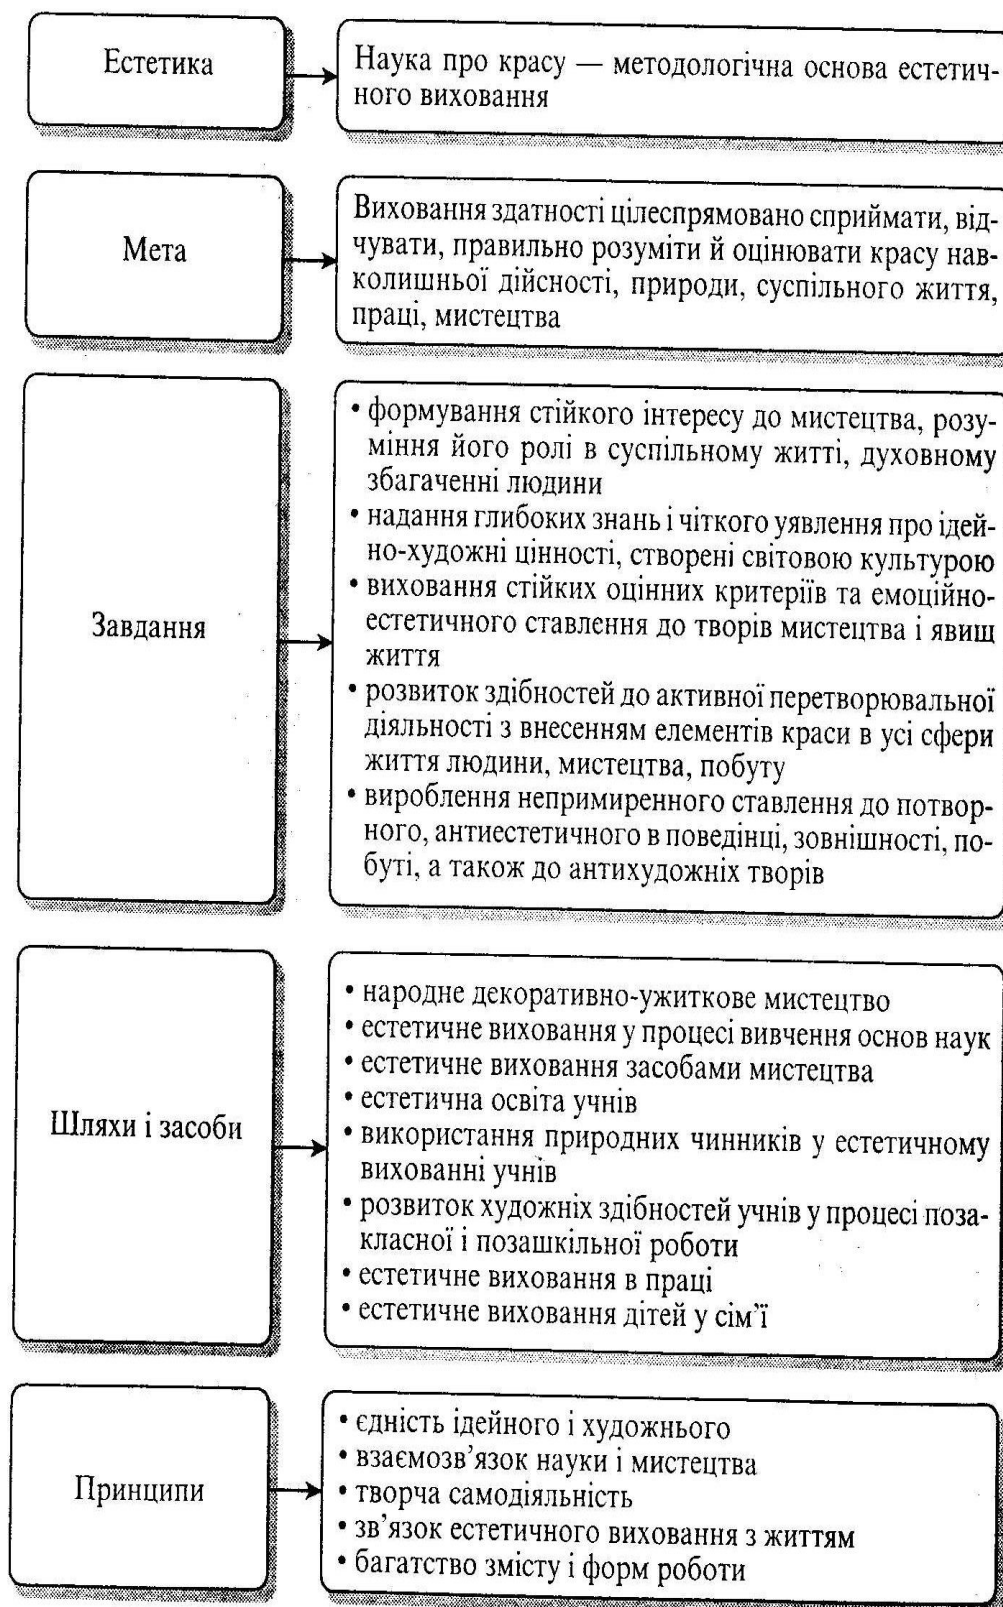 Естетика
Наука про красу — методологічна основа естетич-
ного виховання
Мета
Виховання здатності цілеспрямовано сприймати, від-
чувати, правильно розуміти й оцінювати красу нав-
колишньої дійсності, природи, суспільного життя,
праці, мистецтва
Завдання
• формування стійкого інтересу до мистецтва, розу-
міння його ролі в суспільному житті, духовному
збагаченні людини
• надання глибоких знань і чіткого уявлення про ідей-
но-художні цінності, створені світовою культурою
• виховання стійких оцінних критеріїв та емоційно-
естетичного ставлення до творів мистецтва і явищ
життя
• розвиток здібностей до активної перетворювальної
діяльності з внесенням елементів краси в усі сфери
життя людини, мистецтва, побуту
• вироблення непримиренного ставлення до потвор-
ного, антиестетичного в поведінці, зовнішності, по-
буті, а також до антихудожніх творів
Шляхи і засоби
• народне декоративно-ужиткове мистецтво
• естетичне виховання у процесі вивчення основ наук
• естетичне виховання засобами мистецтва
• естетична освіта учнів
• використання природних чинників у естетичному
вихованні учнів
• розвиток художніх здібностей учнів у процесі поза-
класної і позашкільної роботи
• естетичне виховання в праці
• естетичне виховання дітей у сім'ї
Принципи
• єдність ідейного і художнього
• взаємозв'язок науки і мистецтва
• творча самодіяльність
• зв'язок естетичного виховання з життям
• багатство змісту і форм роботи